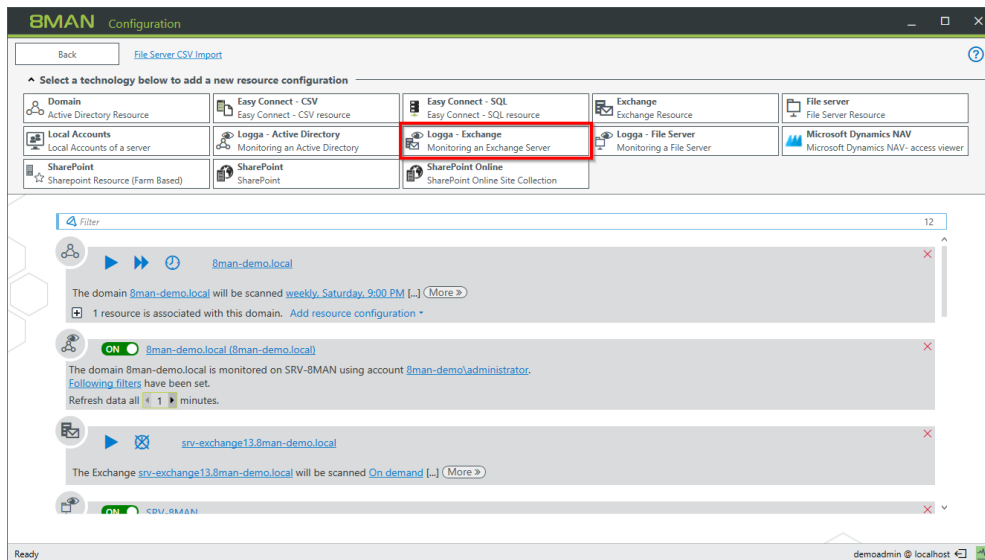 8MAN Configuration
Back
File Server CSV Import
Select a technology below to add a new resource configuration
Domain
Active Directory Resource
Easy Connect - CSV
Easy Connect - CSV resource
Easy Connect - SQL
Easy Connect - SQL resource
Exchange
Exchange Resource
File server
File Server Resource
Local Accounts
Local Accounts of a server
Logga - Active Directory
Monitoring an Active Directory
Logga - Exchange
Monitoring an Exchange Server
Logga - File Server
Monitoring a File Server
Microsoft Dynamics NAV
Microsoft Dynamics NAV- access viewer
SharePoint
Sharepoint Resource (Farm Based)
SharePoint
SharePoint
SharePoint Online
SharePoint Online Site Collection
Filter 12
8man-demo.local
The domain 8man-demo.local will be scanned weekly, Saturday, 9:00 PM [...] More »
1 resource is associated with this domain. Add resource configuration
ON 8man-demo.local (8man-demo.local)
The domain 8man-demo.local is monitored on SRV-8MAN using account 8man-demo\administrator.
Following filters have been set.
Refresh data all 1 minutes.
srv-exchange13.8man-demo.local
The Exchange srv-exchange13.8man-demo.local will be scanned On demand [...] More »
ON SRV-8MAN
Ready demoadmin @ localhost